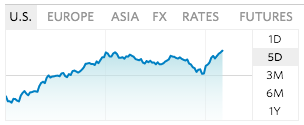 U.S. EUROPE ASIA FX RATES FUTURES
1D
5D
3M
6M
1Y